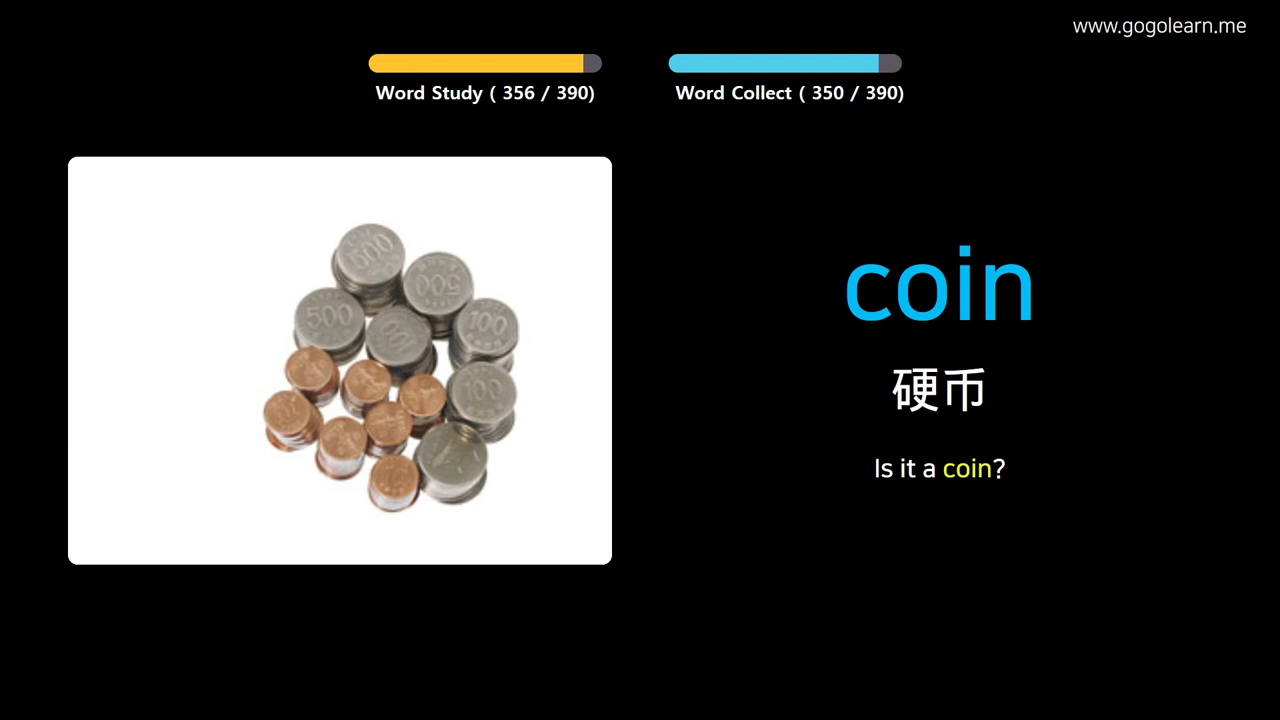 www.gogolearn.me
Word Study ( 356 / 390)
Word Collect ( 350 / 390)
coin
硬币
Is it a coin?
500
500
500
100
100
10